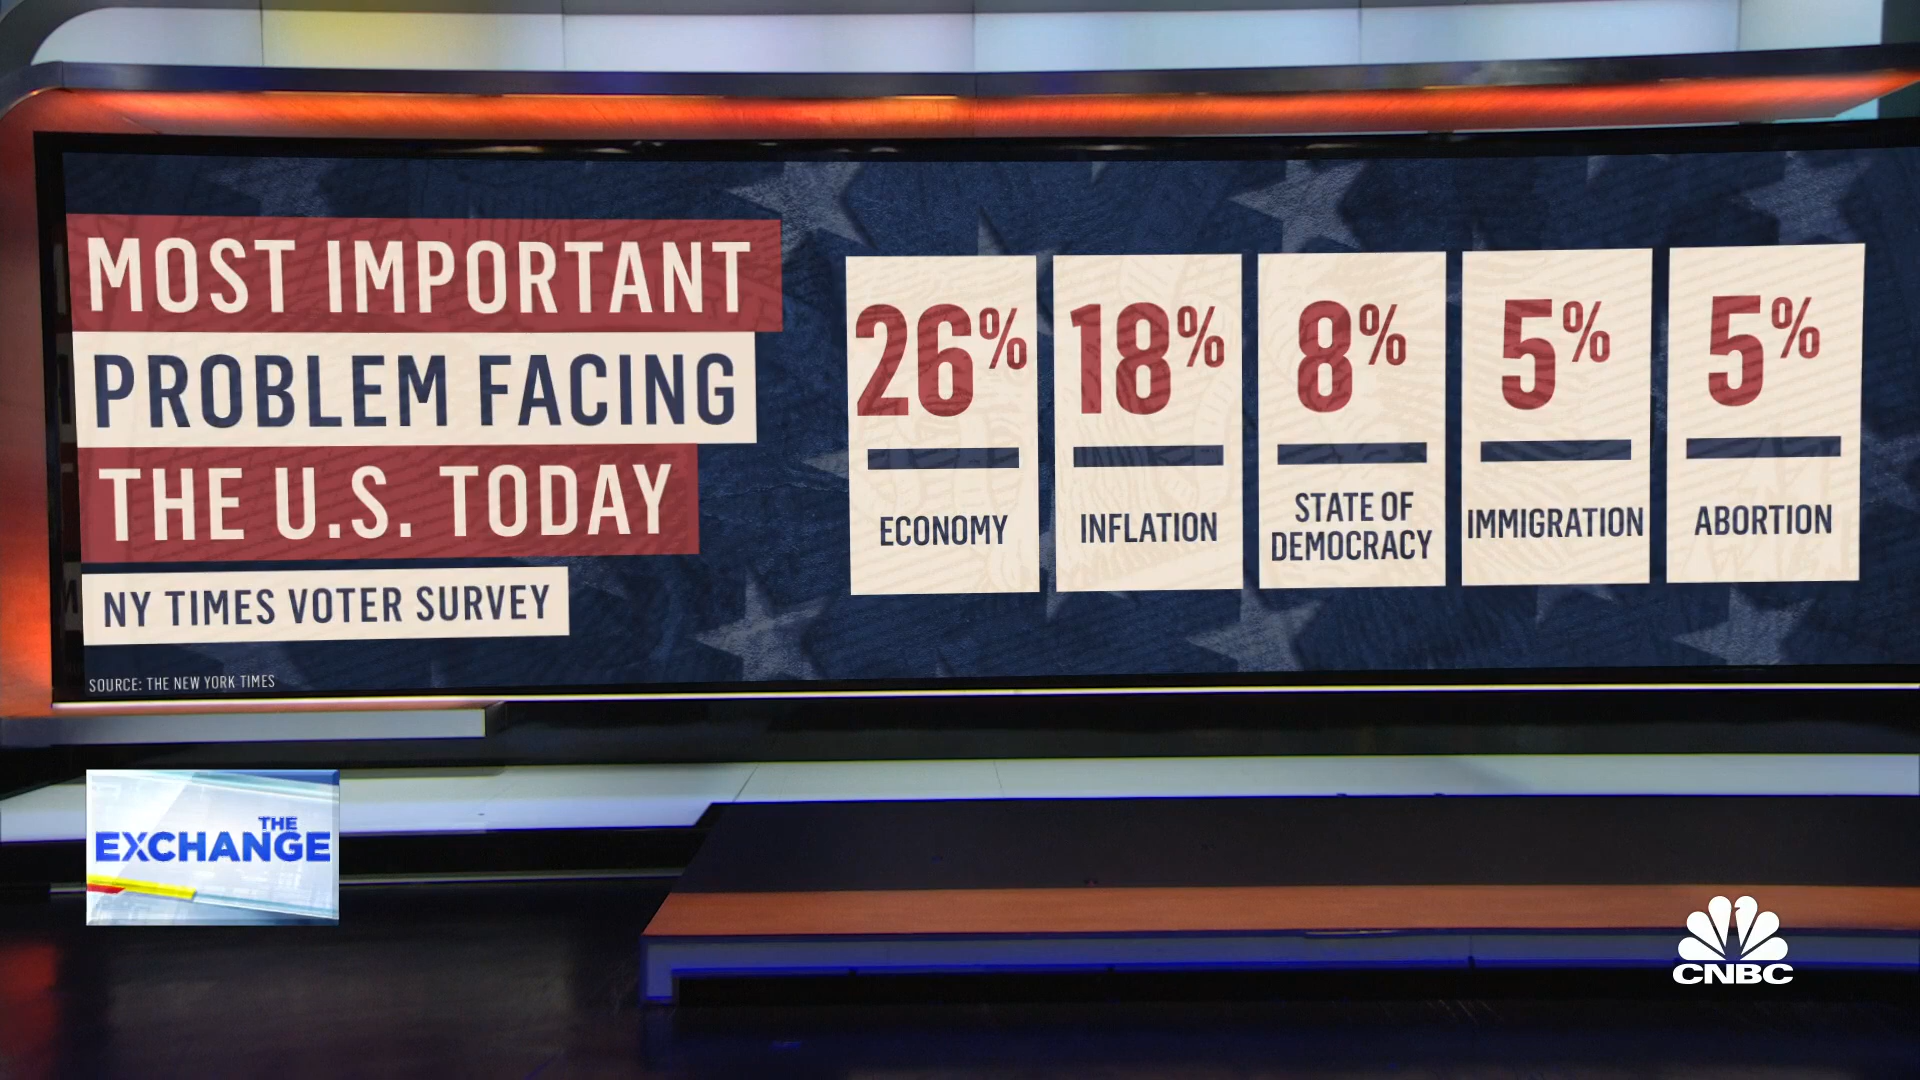 MOST IMPORTANT
PROBLEM FACING
THE U.S. TODAY
NY TIMES VOTER SURVEY
SOURCE: THE NEW YORK TIMES
26%
ECONOMY
18%
INFLATION
8%
STATE OF
DEMOCRACY
5%
IMMIGRATION
5%
ABORTION
THE
EXCHANGE
CNBC